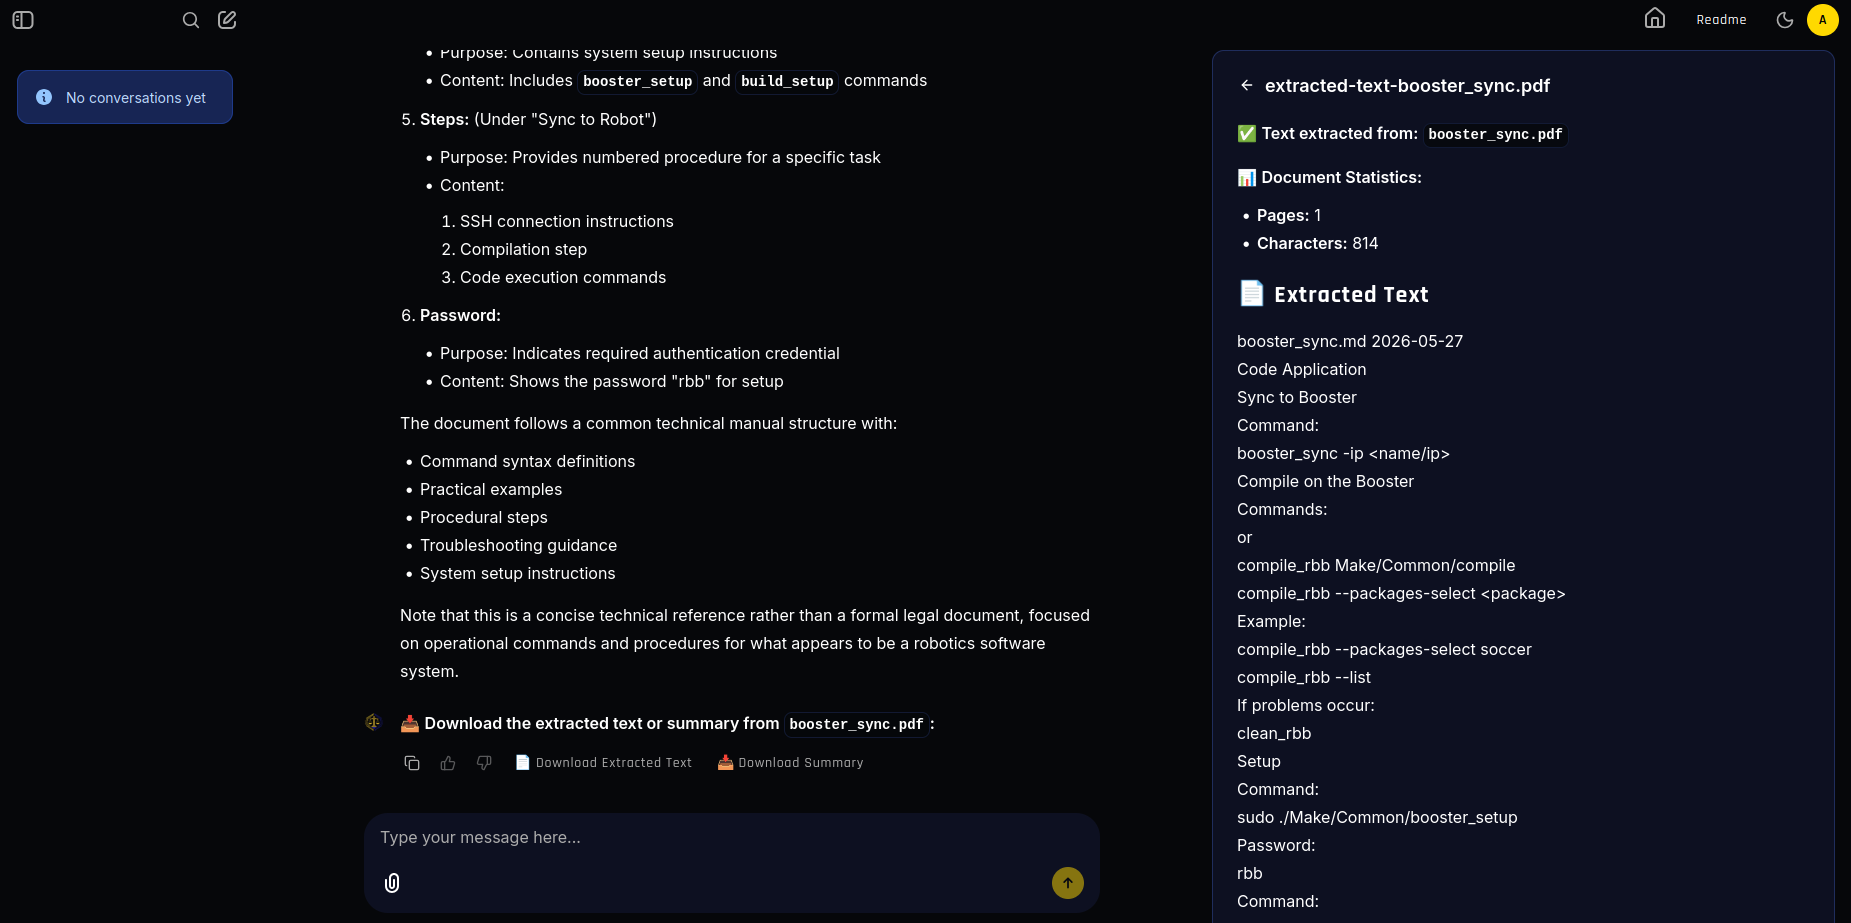 Readme
A
No conversations yet
• Purpose: Contains system setup instructions
• Content: Includes booster_setup and build_setup commands
5. Steps: (Under "Sync to Robot")
• Purpose: Provides numbered procedure for a specific task
• Content:
1. SSH connection instructions
2. Compilation step
3. Code execution commands
6. Password:
• Purpose: Indicates required authentication credential
• Content: Shows the password "rbb" for setup
The document follows a common technical manual structure with:
• Command syntax definitions
• Practical examples
• Procedural steps
• Troubleshooting guidance
• System setup instructions
Note that this is a concise technical reference rather than a formal legal document, focused
on operational commands and procedures for what appears to be a robotics software
system.
📥 Download the extracted text or summary from booster_sync.pdf:
📄 Download Extracted Text 📥 Download Summary
Type your message here...
← extracted-text-booster_sync.pdf
✅ Text extracted from: booster_sync.pdf
📊 Document Statistics:
• Pages: 1
• Characters: 814
📄 Extracted Text
booster_sync.md 2026-05-27
Code Application
Sync to Booster
Command:
booster_sync -ip <name/ip>
Compile on the Booster
Commands:
or
compile_rbb Make/Common/compile
compile_rbb --packages-select <package>
Example:
compile_rbb --packages-select soccer
compile_rbb --list
If problems occur:
clean_rbb
Setup
Command:
sudo ./Make/Common/booster_setup
Password:
rbb
Command: